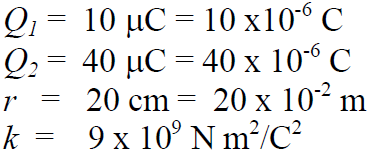 Q₁ = 10 μC = 10 x10⁻⁶ C
Q₂ = 40 μC = 40 x 10⁻⁶ C
r = 20 cm = 20 x 10⁻² m
k = 9 x 10⁹ N m²/C²